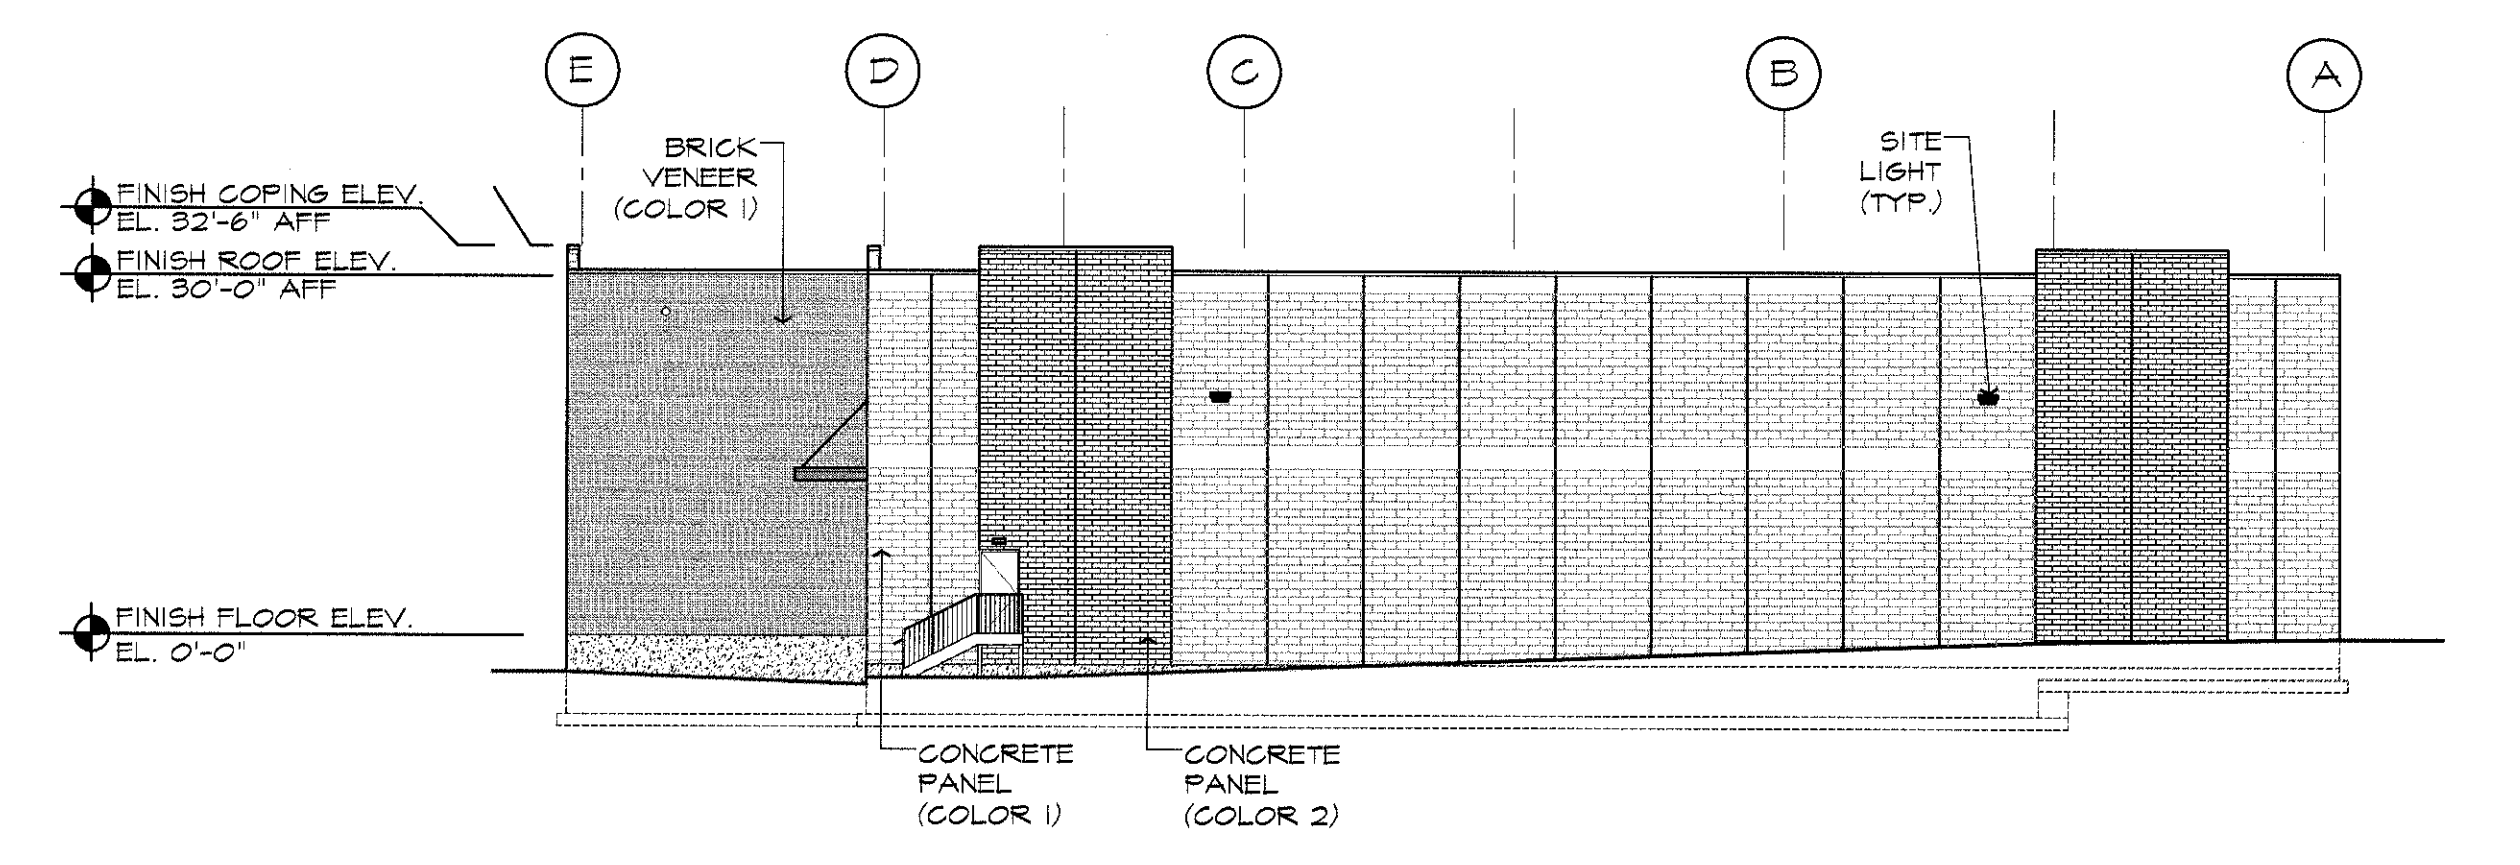 E
D
C
B
A
BRICK
VENEER
(COLOR 1)
SITE
LIGHT
(TYP.)
FINISH COPING ELEV.
EL. 32'-6" AFF
FINISH ROOF ELEV.
EL. 30'-0" AFF
FINISH FLOOR ELEV.
EL. 0'-0"
CONCRETE
PANEL
(COLOR 1)
CONCRETE
PANEL
(COLOR 2)